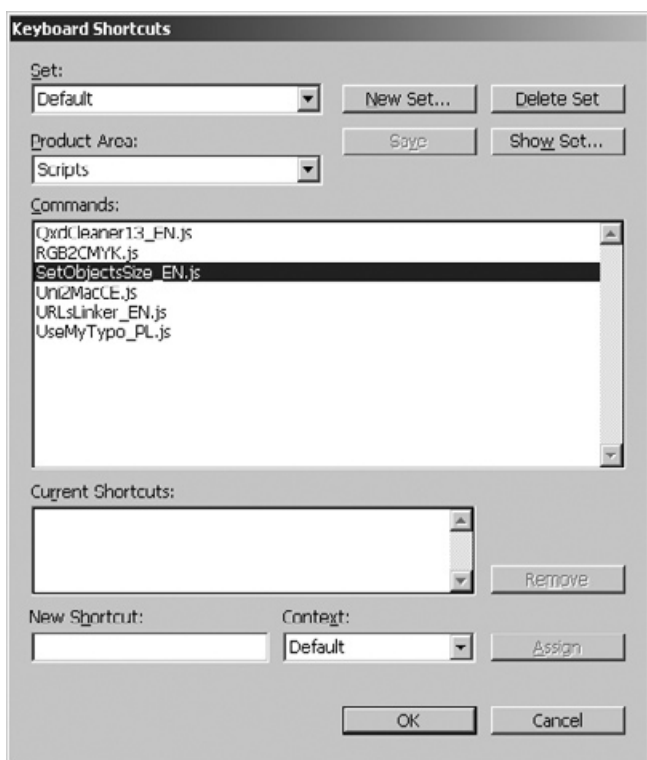 Keyboard Shortcuts
Set:
Default
New Set...
Delete Set
Product Area:
Save
Show Set...
Scripts
Commands:
QxdCleaner13_EN.js
RGB2CMYK.js
SetObjectsSize_EN.js
Uni2MacCE.js
URLsLinker_EN.js
UseMyTypo_PL.js
Current Shortcuts:
Remove
New Shortcut:
Context:
Default
Assign
OK
Cancel